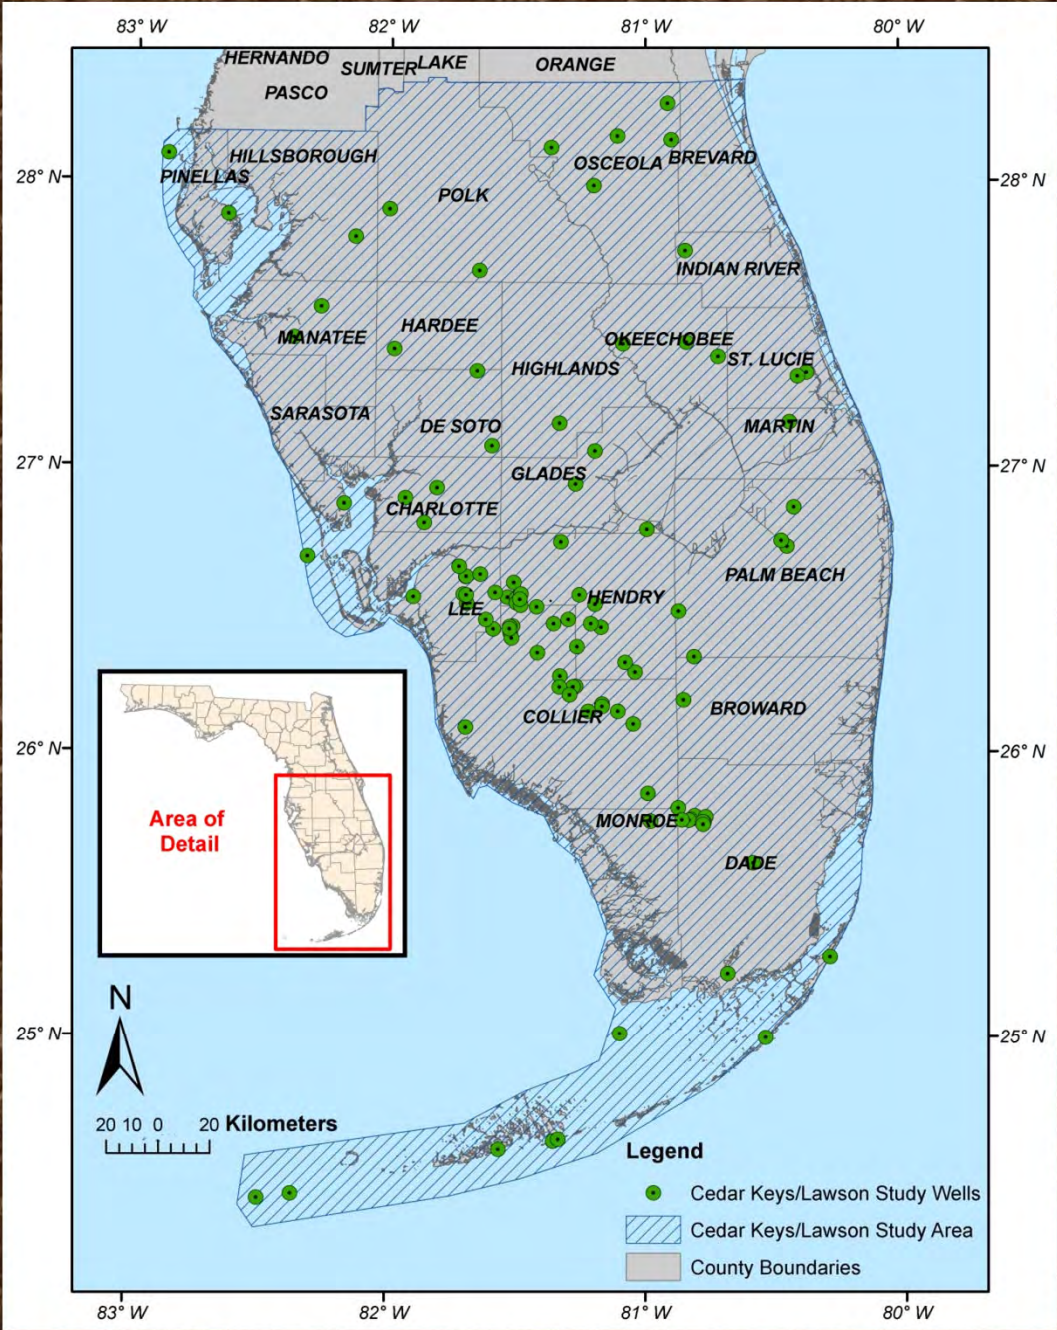 83° W 82° W 81° W 80° W
HERNANDO
SUMTER
LAKE
ORANGE
PASCO
HILLSBOROUGH
OSCEOLA
BREVARD
PINELLAS
28° N
28° N
POLK
INDIAN RIVER
HARDEE
MANATEE
OKEECHOBEE
HIGHLANDS
ST. LUCIE
SARASOTA
DE SOTO
MARTIN
27° N
27° N
GLADES
CHARLOTTE
PALM BEACH
HENDRY
LEE
COLLIER
BROWARD
26° N
26° N
Area of
Detail
MONROE
DADE
N
25° N
25° N
20 10 0 20 Kilometers
Legend
Cedar Keys/Lawson Study Wells
Cedar Keys/Lawson Study Area
County Boundaries
83° W 82° W 81° W 80° W